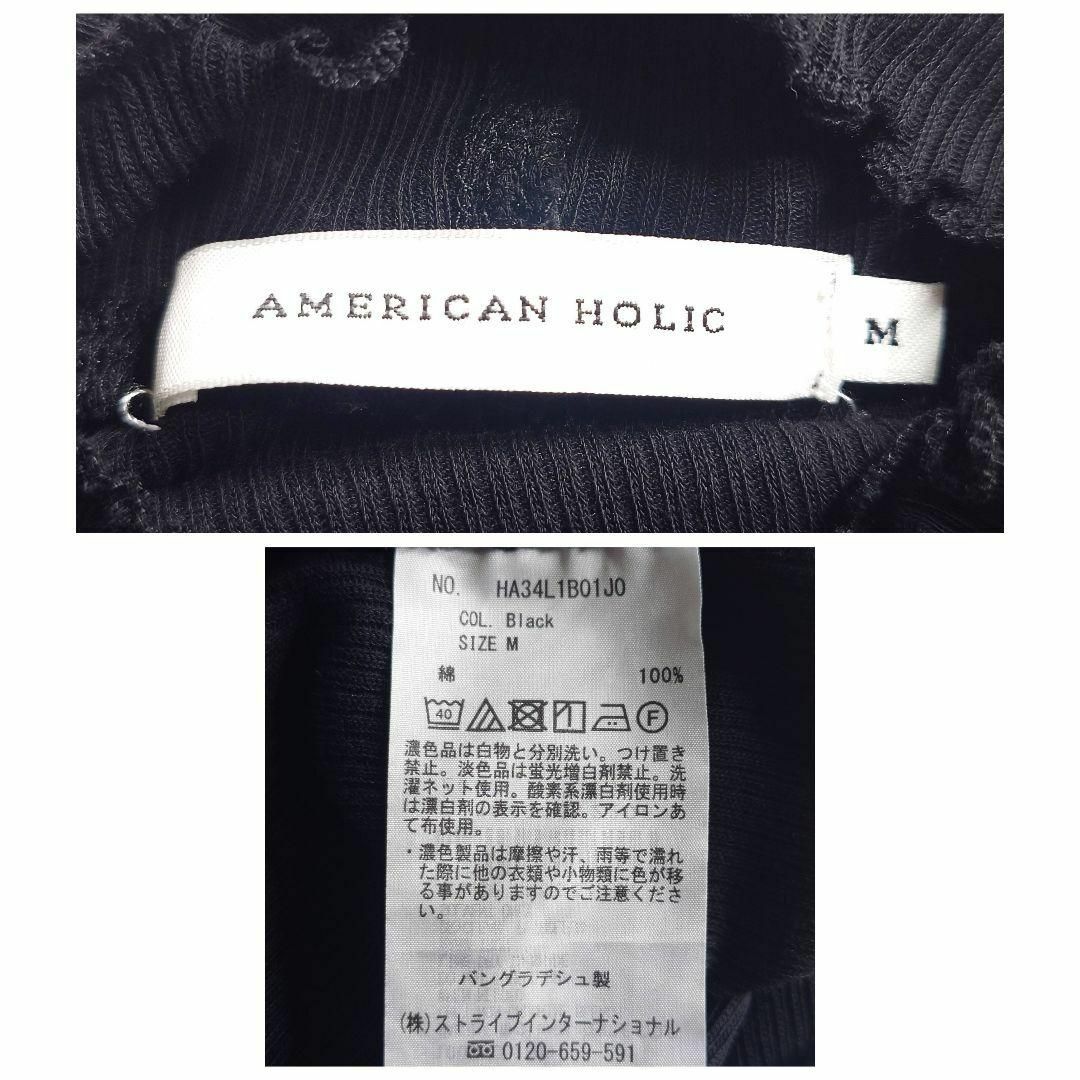 AMERICAN HOLIC
M
NO. HA34L1B01J0
COL. Black
SIZE M
綿 100%
40 F
濃色品は白物と分別洗い。つけ置き
禁止。淡色品は蛍光増白剤禁止。洗
濯ネット使用。酸素系漂白剤使用時
は漂白剤の表示を確認。アイロンあ
て布使用。
・濃色製品は摩擦や汗、雨等で濡れ
た際に他の衣類や小物類に色が移
る事がありますのでご注意くださ
い。
バングラデシュ製
(株)ストライプインターナショナル
0120-659-591